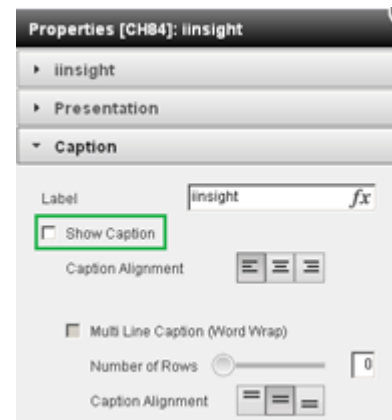 Properties [CH84]: iinsight
iinsight
Presentation
Caption
Label iinsight fx
Show Caption
Caption Alignment
Multi Line Caption (Word Wrap)
Number of Rows 0
Caption Alignment